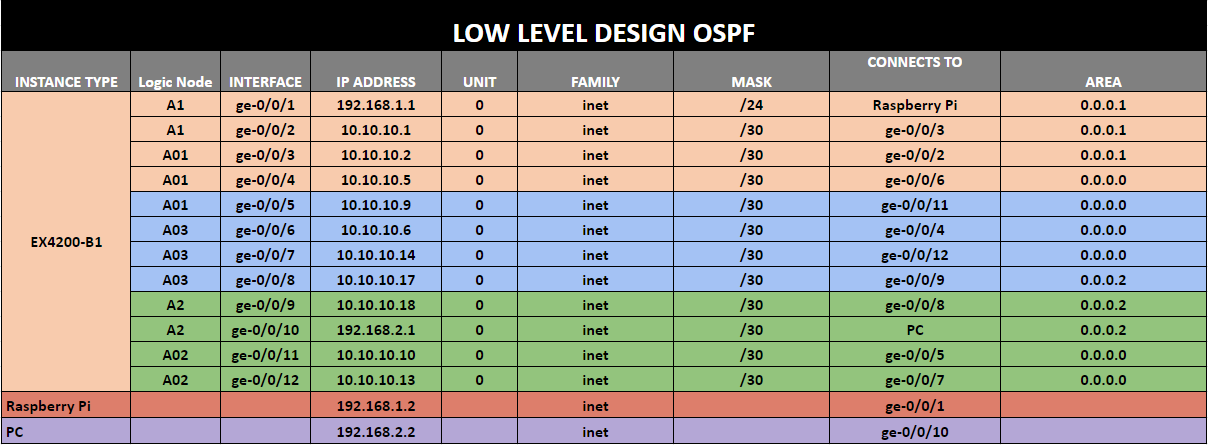 LOW LEVEL DESIGN OSPF
INSTANCE TYPE Logic Node INTERFACE IP ADDRESS UNIT FAMILY MASK CONNECTS TO AREA
A1 ge-0/0/1 192.168.1.1 0 inet /24 Raspberry Pi 0.0.0.1
A1 ge-0/0/2 10.10.10.1 0 inet /30 ge-0/0/3 0.0.0.1
A01 ge-0/0/3 10.10.10.2 0 inet /30 ge-0/0/2 0.0.0.1
A01 ge-0/0/4 10.10.10.5 0 inet /30 ge-0/0/6 0.0.0.0
A01 ge-0/0/5 10.10.10.9 0 inet /30 ge-0/0/11 0.0.0.0
EX4200-B1 A03 ge-0/0/6 10.10.10.6 0 inet /30 ge-0/0/4 0.0.0.0
A03 ge-0/0/7 10.10.10.14 0 inet /30 ge-0/0/12 0.0.0.0
A03 ge-0/0/8 10.10.10.17 0 inet /30 ge-0/0/9 0.0.0.2
A2 ge-0/0/9 10.10.10.18 0 inet /30 ge-0/0/8 0.0.0.2
A2 ge-0/0/10 192.168.2.1 0 inet /30 PC 0.0.0.2
A02 ge-0/0/11 10.10.10.10 0 inet /30 ge-0/0/5 0.0.0.0
A02 ge-0/0/12 10.10.10.13 0 inet /30 ge-0/0/7 0.0.0.0
Raspberry Pi 192.168.1.2 inet ge-0/0/1
PC 192.168.2.2 inet ge-0/0/10